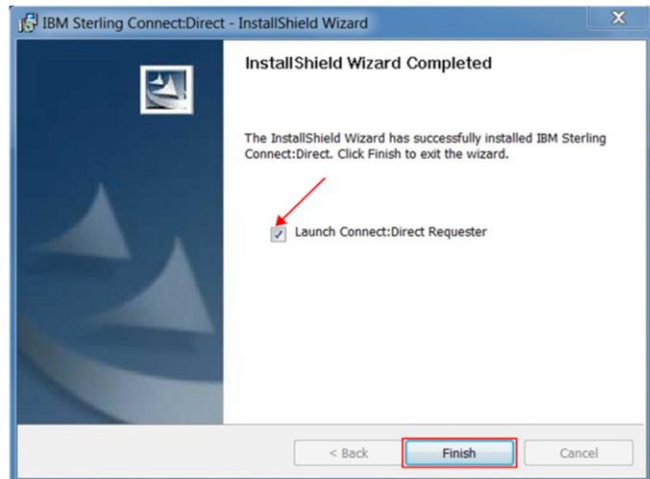 IBM Sterling Connect:Direct - InstallShield Wizard
InstallShield Wizard Completed
The InstallShield Wizard has successfully installed IBM Sterling
Connect:Direct. Click Finish to exit the wizard.
Launch Connect:Direct Requester
< Back Finish Cancel